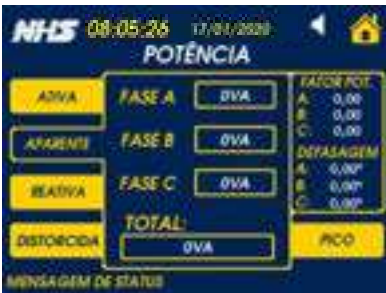 NHS 08:05:26 17/01/2020
POTÊNCIA
ATIVA
APARENTE
REATIVA
DISTORCIDA
FASE A 0VA
FASE B 0VA
FASE C 0VA
TOTAL:
0VA
FATOR POT.
A: 0,00
B: 0,00
C: 0,00
DEFASAGEM
A: 0,00°
B: 0,00°
C: 0,00°
PICO
MENSAGEM DE STATUS